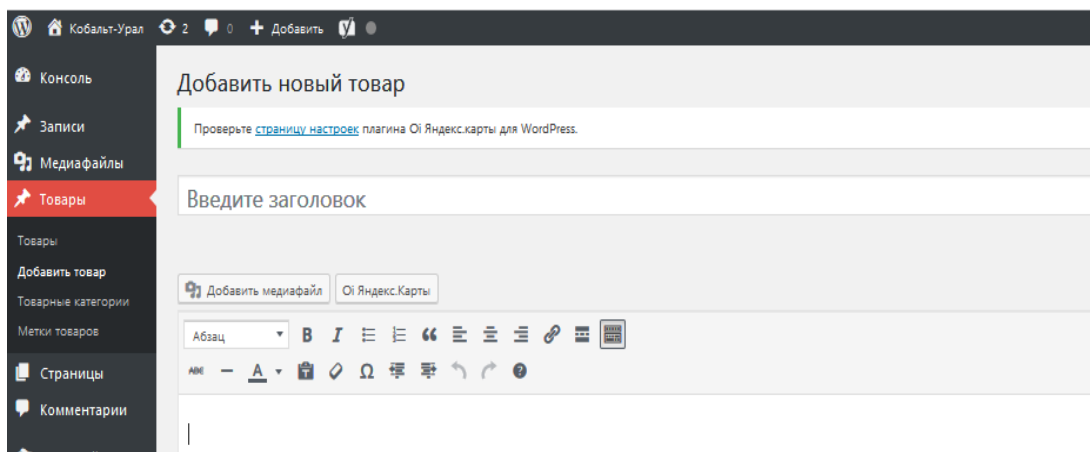 Кобальт-Урал 2 0 Добавить
Консоль
Записи
Медиафайлы
Товары
Товары
Добавить товар
Товарные категории
Метки товаров
Страницы
Комментарии
Добавить новый товар
Проверьте страницу настроек плагина Oi Яндекс.карты для WordPress.
Введите заголовок
Добавить медиафайл Oi Яндекс.Карты
Абзац B I
ABC A Ω